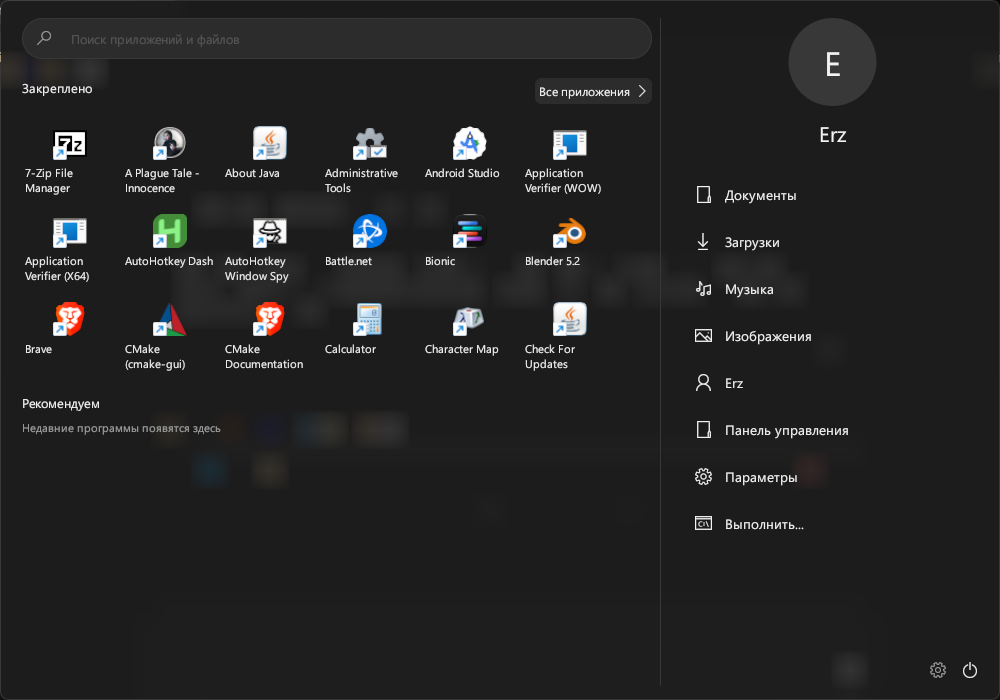 Поиск приложений и файлов
Закреплено
Все приложения
7-Zip File
Manager
A Plague Tale -
Innocence
About Java
Administrative
Tools
Android Studio
Application
Verifier (WOW)
Application
Verifier (X64)
AutoHotkey Dash
AutoHotkey
Window Spy
Battle.net
Bionic
Blender 5.2
Brave
CMake
(cmake-gui)
CMake
Documentation
Calculator
Character Map
Check For
Updates
Рекомендуем
Недавние программы появятся здесь
E
Erz
Документы
Загрузки
Музыка
Изображения
Erz
Панель управления
Параметры
Выполнить...